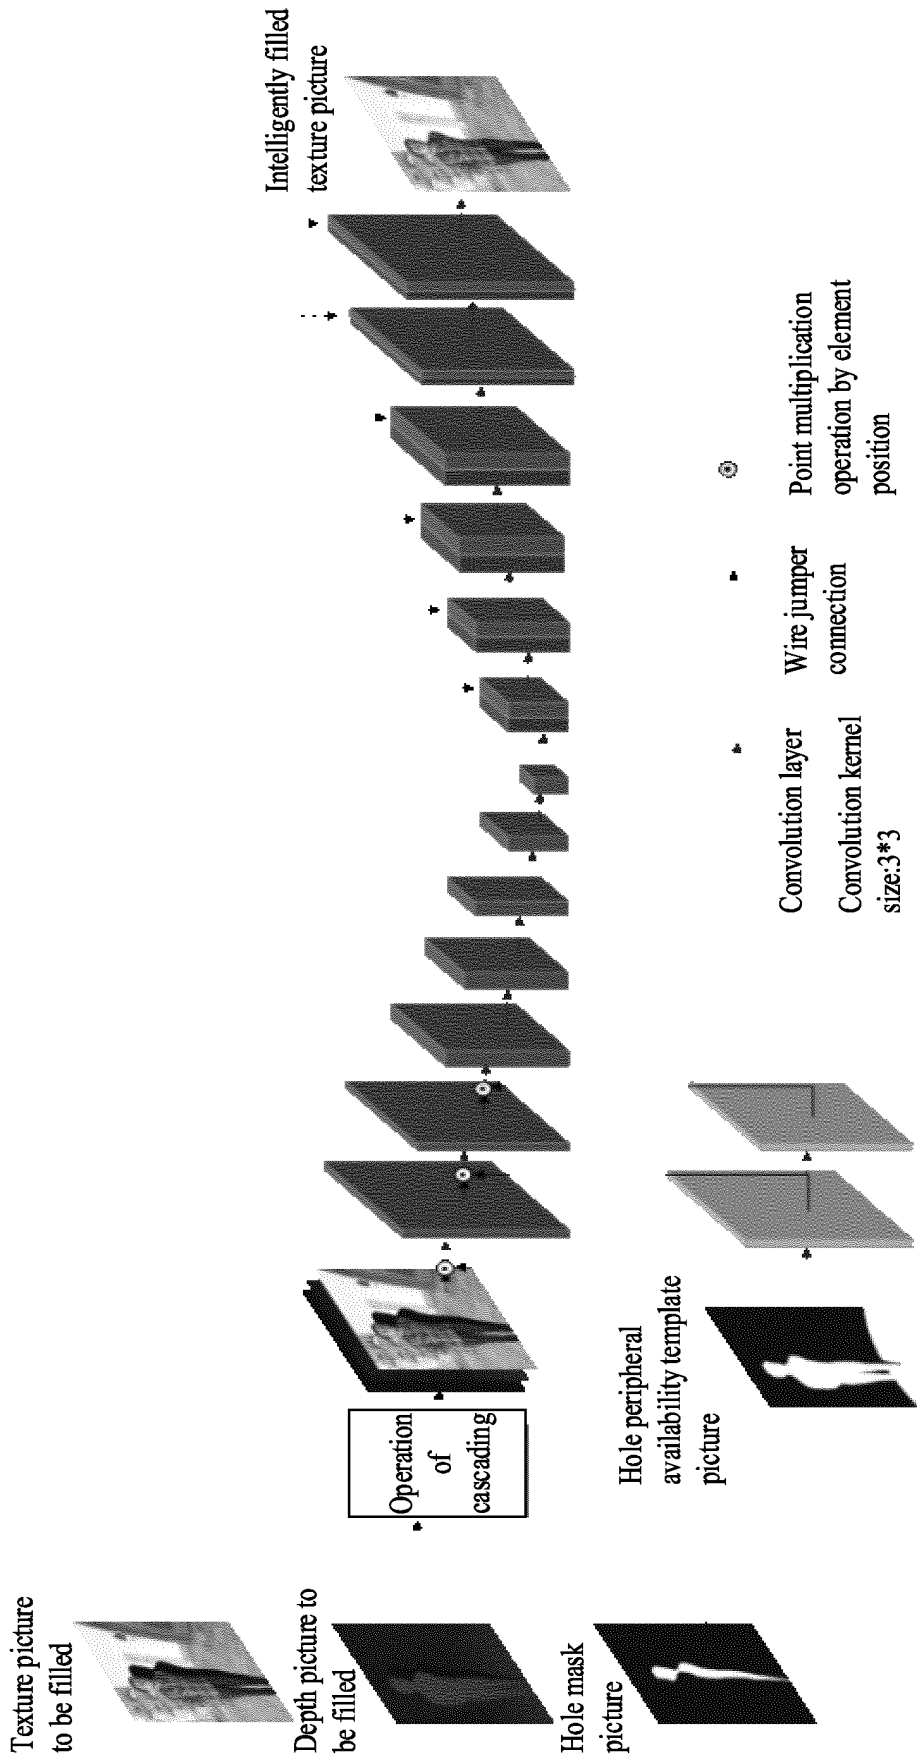 Texture picture
to be filled
Depth picture to
be filled
Hole mask
picture
Operation
of
cascading
Hole peripheral
availability template
picture
Intelligently filled
texture picture
Convolution layer
Convolution kernel
size:3*3
Wire jumper
connection
Point multiplication
operation by element
position